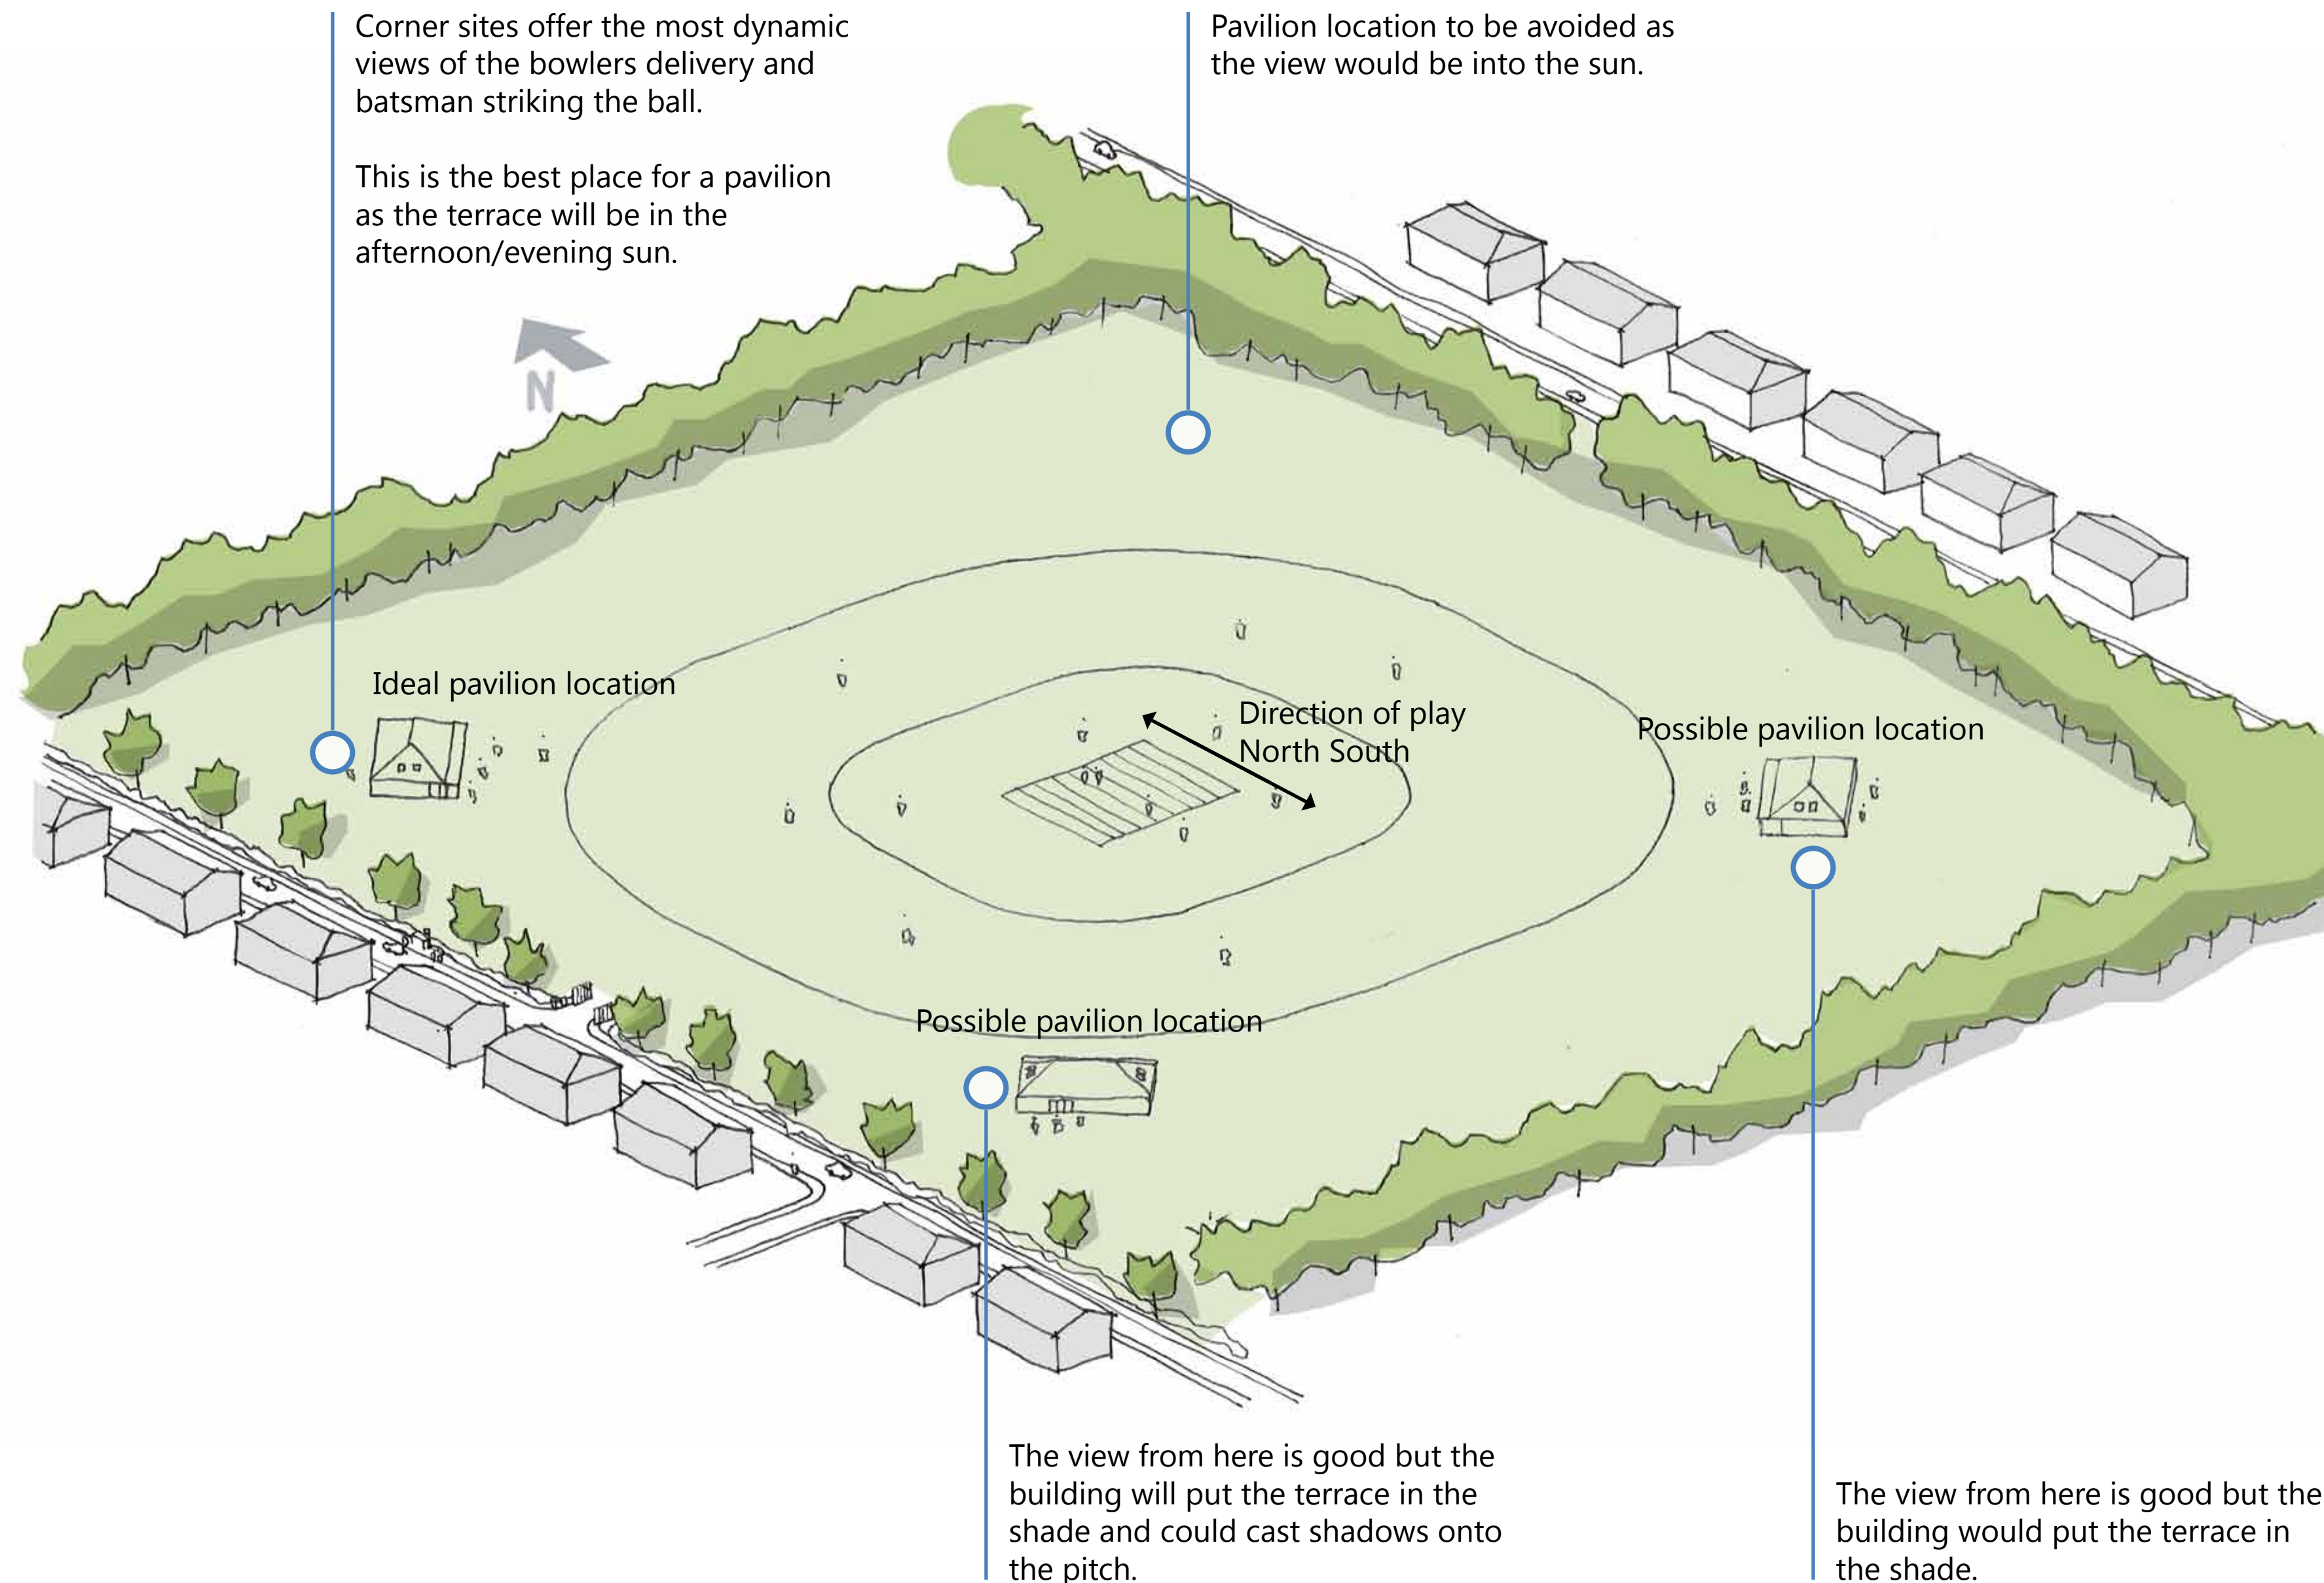 Corner sites offer the most dynamic
views of the bowlers delivery and
batsman striking the ball.
This is the best place for a pavilion
as the terrace will be in the
afternoon/evening sun.
Pavilion location to be avoided as
the view would be into the sun.
N
Ideal pavilion location
Direction of play
North South
Possible pavilion location
Possible pavilion location
The view from here is good but the
building will put the terrace in the
shade and could cast shadows onto
the pitch.
The view from here is good but the
building would put the terrace in
the shade.